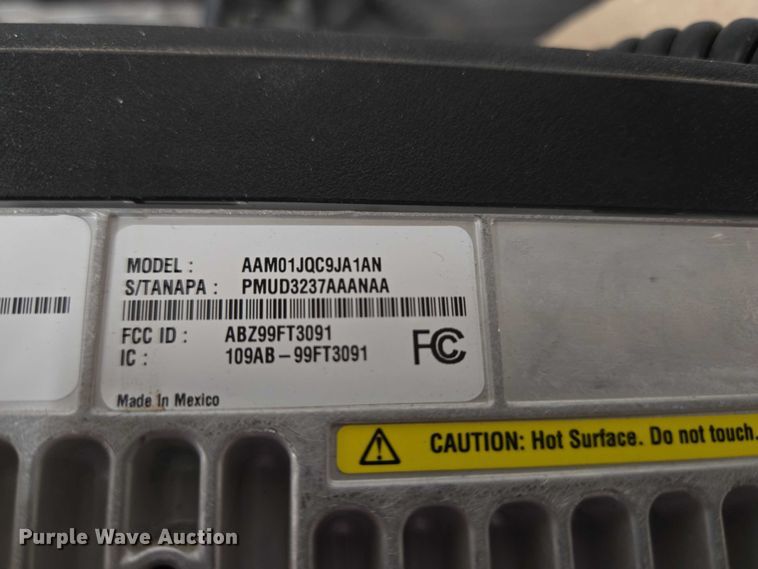 MODEL : AAM01JQC9JA1AN
S/TANAPA : PMUD3237AAANAA
FCC ID : ABZ99FT3091
IC : 109AB-99FT3091
FC
Made In Mexico
CAUTION: Hot Surface. Do not touch.
Purple Wave Auction